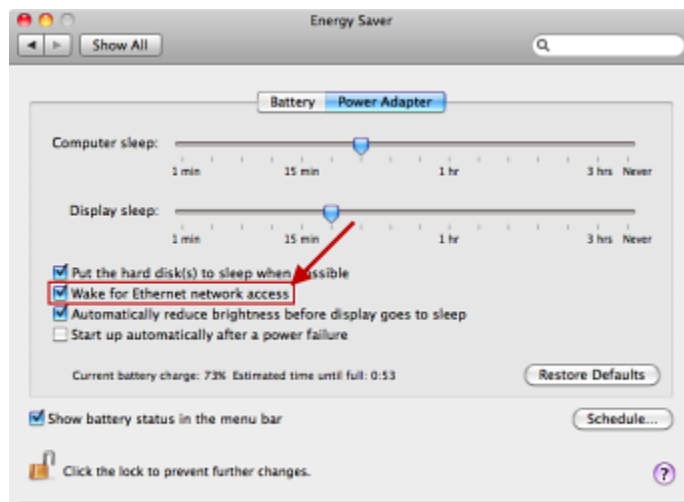 Energy Saver
Show All
Battery Power Adapter
Computer sleep:
1 min 15 min 1 hr 3 hrs Never
Display sleep:
1 min 15 min 1 hr 3 hrs Never
Put the hard disk(s) to sleep when possible
Wake for Ethernet network access
Automatically reduce brightness before display goes to sleep
Start up automatically after a power failure
Current battery charge: 73% Estimated time until full: 0:53
Restore Defaults
Show battery status in the menu bar
Schedule...
Click the lock to prevent further changes.
?